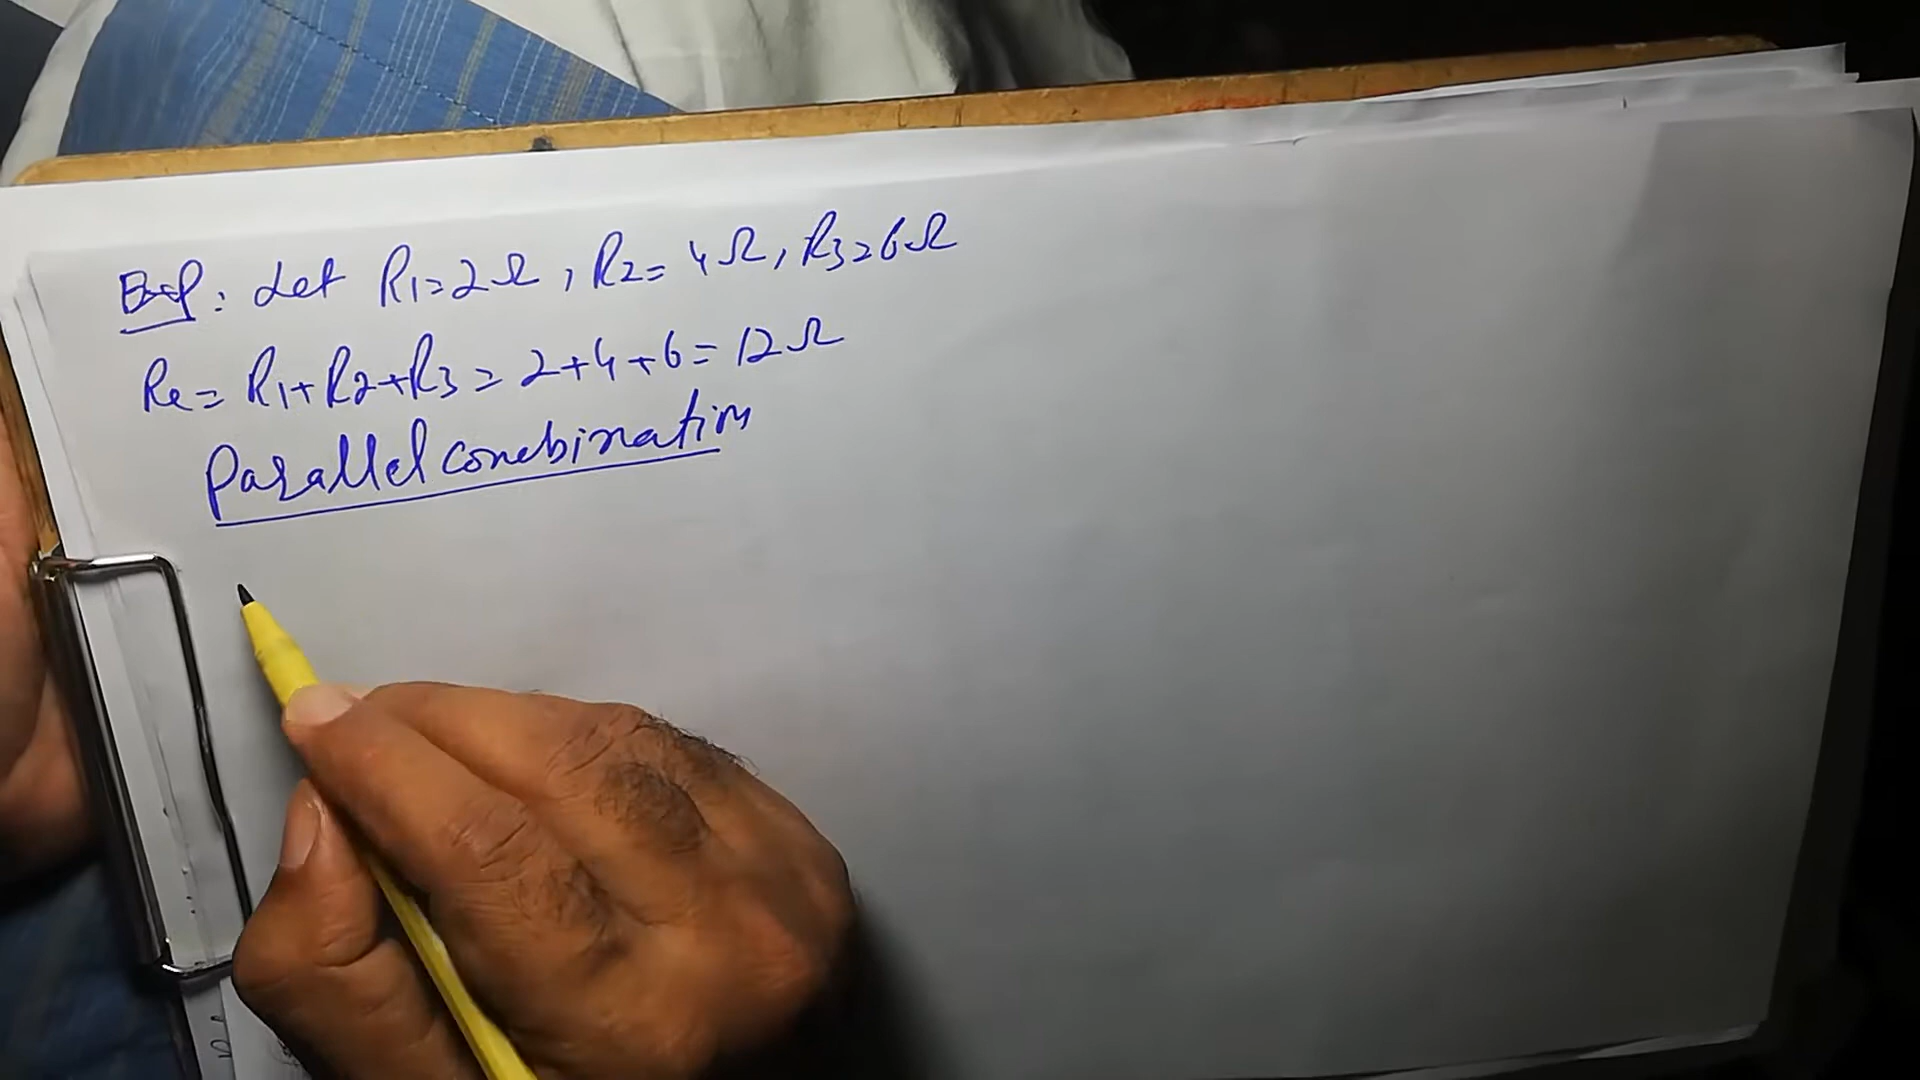 Exp: Let R1=2Ω, R2=4Ω, R3=6Ω
Re=R1+R2+R3=2+4+6=12Ω
Parallel combination